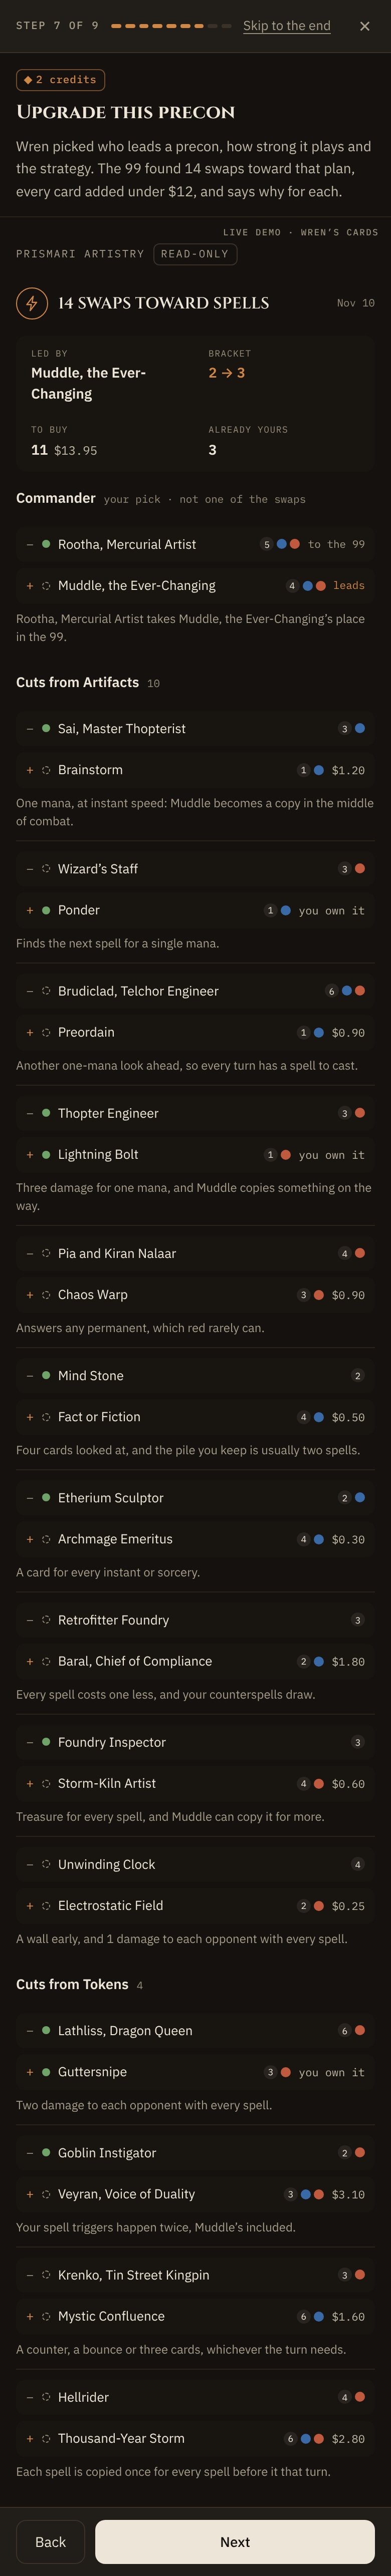 STEP 7 OF 9 Skip to the end ×
◆ 2 credits
UPGRADE THIS PRECON
Wren picked who leads a precon, how strong it plays and
the strategy. The 99 found 14 swaps toward that plan,
every card added under $12, and says why for each.
LIVE DEMO · WREN'S CARDS
PRISMARI ARTISTRY READ-ONLY
14 SWAPS TOWARD SPELLS Nov 10
LED BY BRACKET
Muddle, the Ever- 2 → 3
Changing
TO BUY ALREADY YOURS
11 $13.95 3
Commander your pick · not one of the swaps
– Rootha, Mercurial Artist 5 to the 99
+ Muddle, the Ever-Changing 4 leads
Rootha, Mercurial Artist takes Muddle, the Ever-Changing's place
in the 99.
Cuts from Artifacts 10
– Sai, Master Thopterist 3
+ Brainstorm 1 $1.20
One mana, at instant speed: Muddle becomes a copy in the middle
of combat.
– Wizard's Staff 3
+ Ponder 1 you own it
Finds the next spell for a single mana.
– Brudiclad, Telchor Engineer 6
+ Preordain 1 $0.90
Another one-mana look ahead, so every turn has a spell to cast.
– Thopter Engineer 3
+ Lightning Bolt 1 you own it
Three damage for one mana, and Muddle copies something on the
way.
– Pia and Kiran Nalaar 4
+ Chaos Warp 3 $0.90
Answers any permanent, which red rarely can.
– Mind Stone 2
+ Fact or Fiction 4 $0.50
Four cards looked at, and the pile you keep is usually two spells.
– Etherium Sculptor 2
+ Archmage Emeritus 4 $0.30
A card for every instant or sorcery.
– Retrofitter Foundry 3
+ Baral, Chief of Compliance 2 $1.80
Every spell costs one less, and your counterspells draw.
– Foundry Inspector 3
+ Storm-Kiln Artist 4 $0.60
Treasure for every spell, and Muddle can copy it for more.
– Unwinding Clock 4
+ Electrostatic Field 2 $0.25
A wall early, and 1 damage to each opponent with every spell.
Cuts from Tokens 4
– Lathliss, Dragon Queen 6
+ Guttersnipe 3 you own it
Two damage to each opponent with every spell.
– Goblin Instigator 2
+ Veyran, Voice of Duality 3 $3.10
Your spell triggers happen twice, Muddle's included.
– Krenko, Tin Street Kingpin 3
+ Mystic Confluence 6 $1.60
A counter, a bounce or three cards, whichever the turn needs.
– Hellrider 4
+ Thousand-Year Storm 6 $2.80
Each spell is copied once for every spell before it that turn.
Back Next